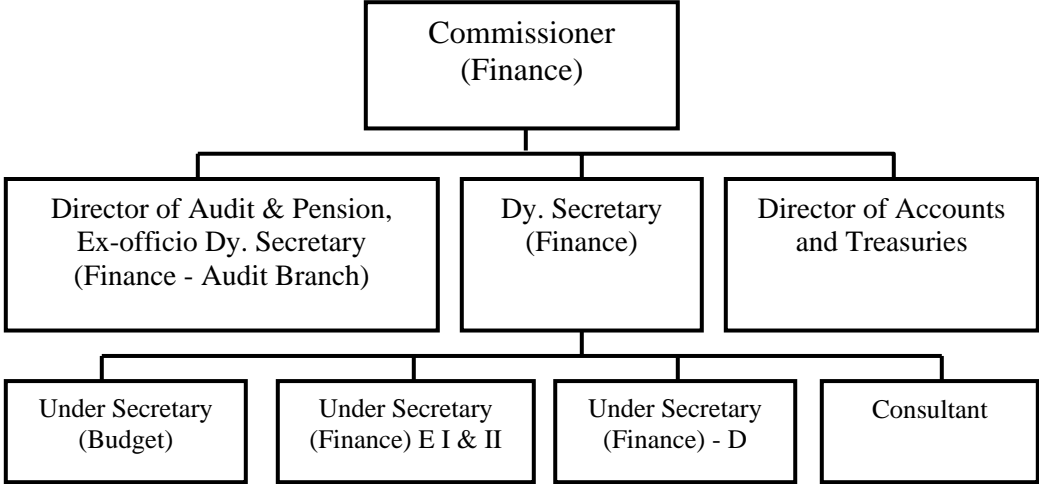 Commissioner
(Finance)
Director of Audit & Pension,
Ex-officio Dy. Secretary
(Finance - Audit Branch)
Dy. Secretary
(Finance)
Director of Accounts
and Treasuries
Under Secretary
(Budget)
Under Secretary
(Finance) E I & II
Under Secretary
(Finance) - D
Consultant